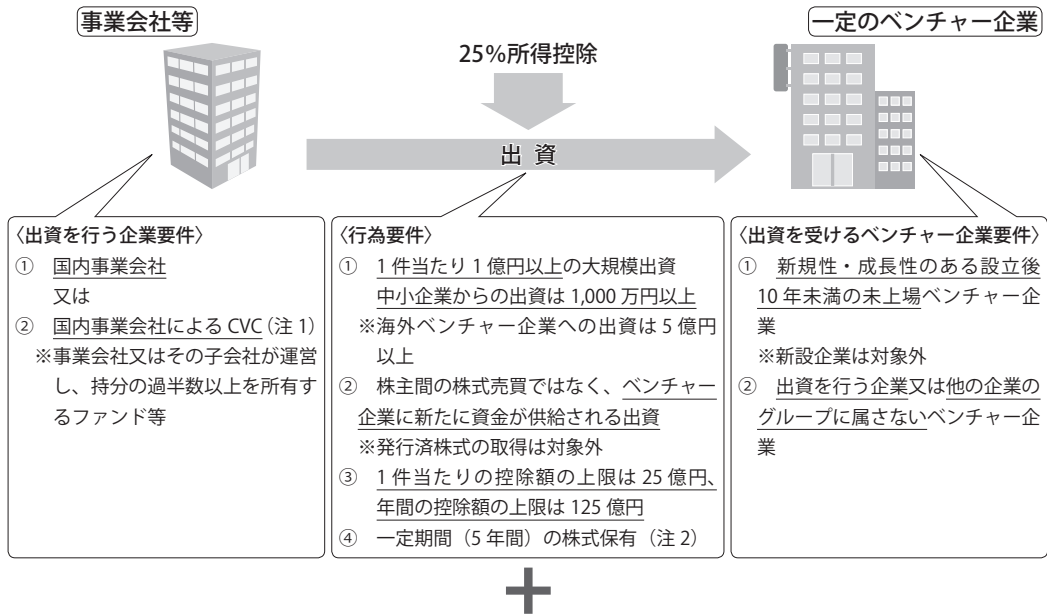 事業会社等
一定のベンチャー企業
25%所得控除
出 資
〈出資を行う企業要件〉
① 国内事業会社
又は
② 国内事業会社による CVC（注 1）
※事業会社又はその子会社が運営
し、持分の過半数以上を所有す
るファンド等
〈行為要件〉
① 1 件当たり 1 億円以上の大規模出資
中小企業からの出資は 1,000 万円以上
※海外ベンチャー企業への出資は 5 億円
以上
② 株主間の株式売買ではなく、ベンチャー
企業に新たに資金が供給される出資
※発行済株式の取得は対象外
③ 1 件当たりの控除額の上限は 25 億円、
年間の控除額の上限は 125 億円
④ 一定期間（5 年間）の株式保有（注 2）
〈出資を受けるベンチャー企業要件〉
① 新規性・成長性のある設立後
10 年未満の未上場ベンチャー企
業
※新設企業は対象外
② 出資を行う企業又は他の企業の
グループに属さないベンチャー企
業
+